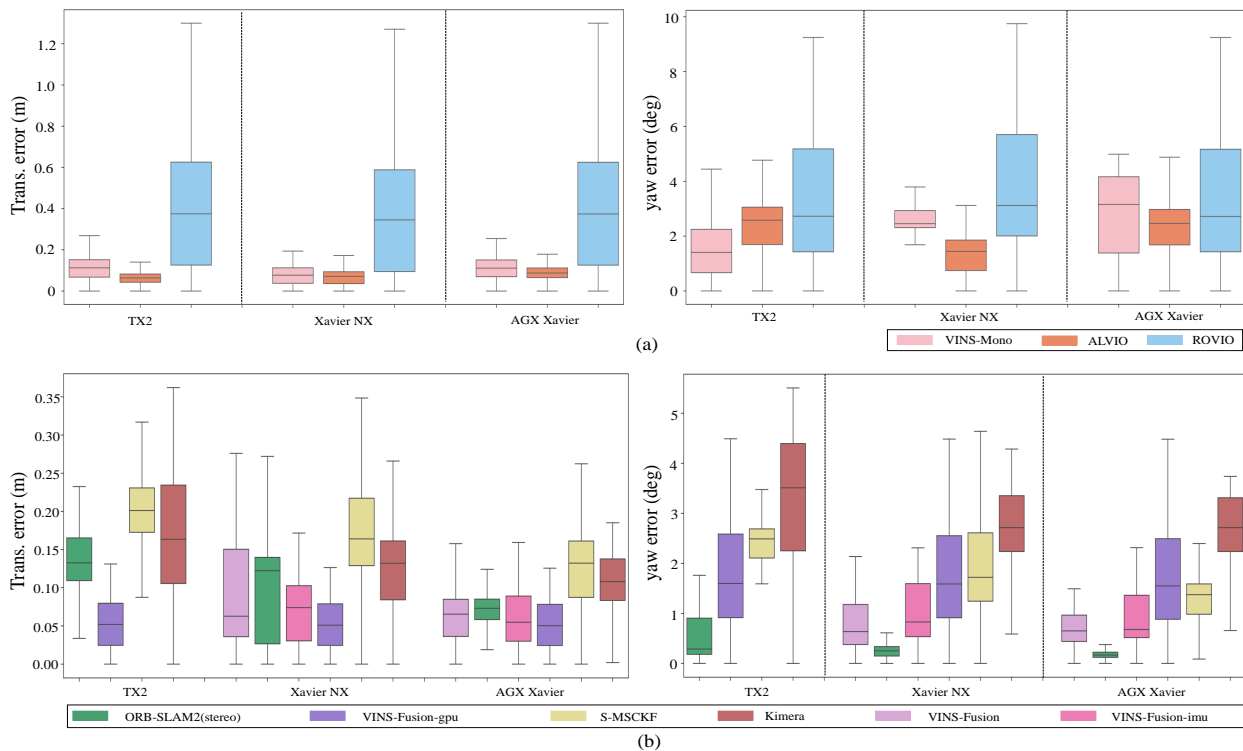 Trans. error (m)
1.2
1.0
0.8
0.6
0.4
0.2
0
TX2
Xavier NX
AGX Xavier
yaw error (deg)
10
8
6
4
2
0
TX2
Xavier NX
AGX Xavier
(a)
VINS-Mono
ALVIO
ROVIO
Trans. error (m)
0.35
0.30
0.25
0.20
0.15
0.10
0.05
0.00
TX2
Xavier NX
AGX Xavier
yaw error (deg)
5
4
3
2
1
0
TX2
Xavier NX
AGX Xavier
ORB-SLAM2(stereo)
VINS-Fusion-gpu
S-MSCKF
Kimera
VINS-Fusion
VINS-Fusion-imu
(b)